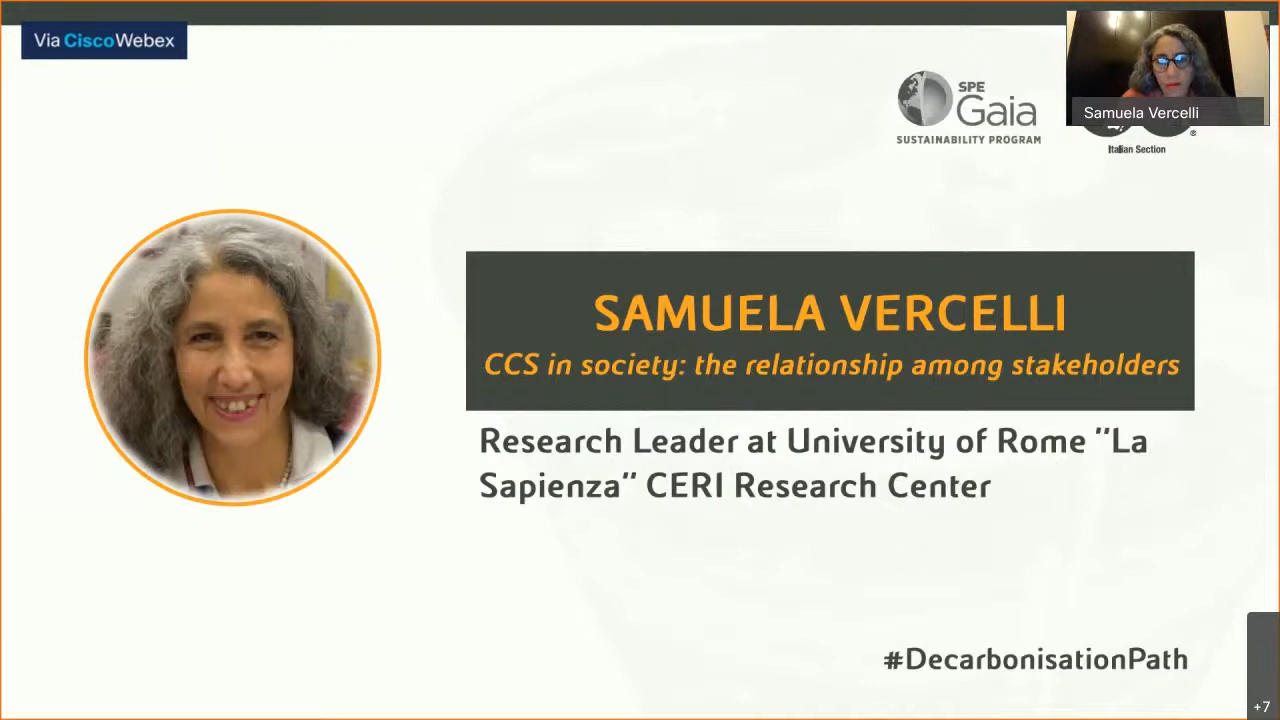 Via CiscoWebex
SPE
Gaia
SUSTAINABILITY PROGRAM
Samuela Vercelli
®
Italian Section
SAMUELA VERCELLI
CCS in society: the relationship among stakeholders
Research Leader at University of Rome "La
Sapienza" CERI Research Center
#DecarbonisationPath
+7